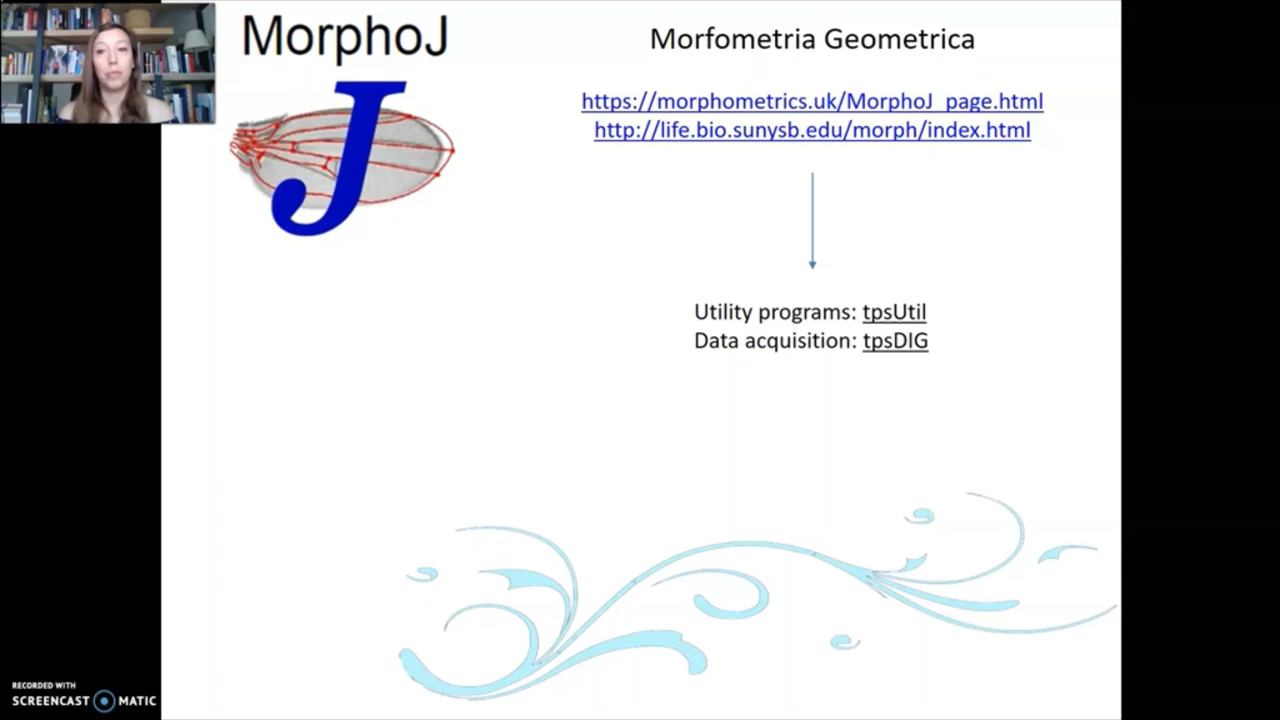 MorphoJ
J
Morfometria Geometrica
https://morphometrics.uk/MorphoJ_page.html
http://life.bio.sunysb.edu/morph/index.html
Utility programs: tpsUtil
Data acquisition: tpsDIG
RECORDED WITH
SCREENCAST MATIC